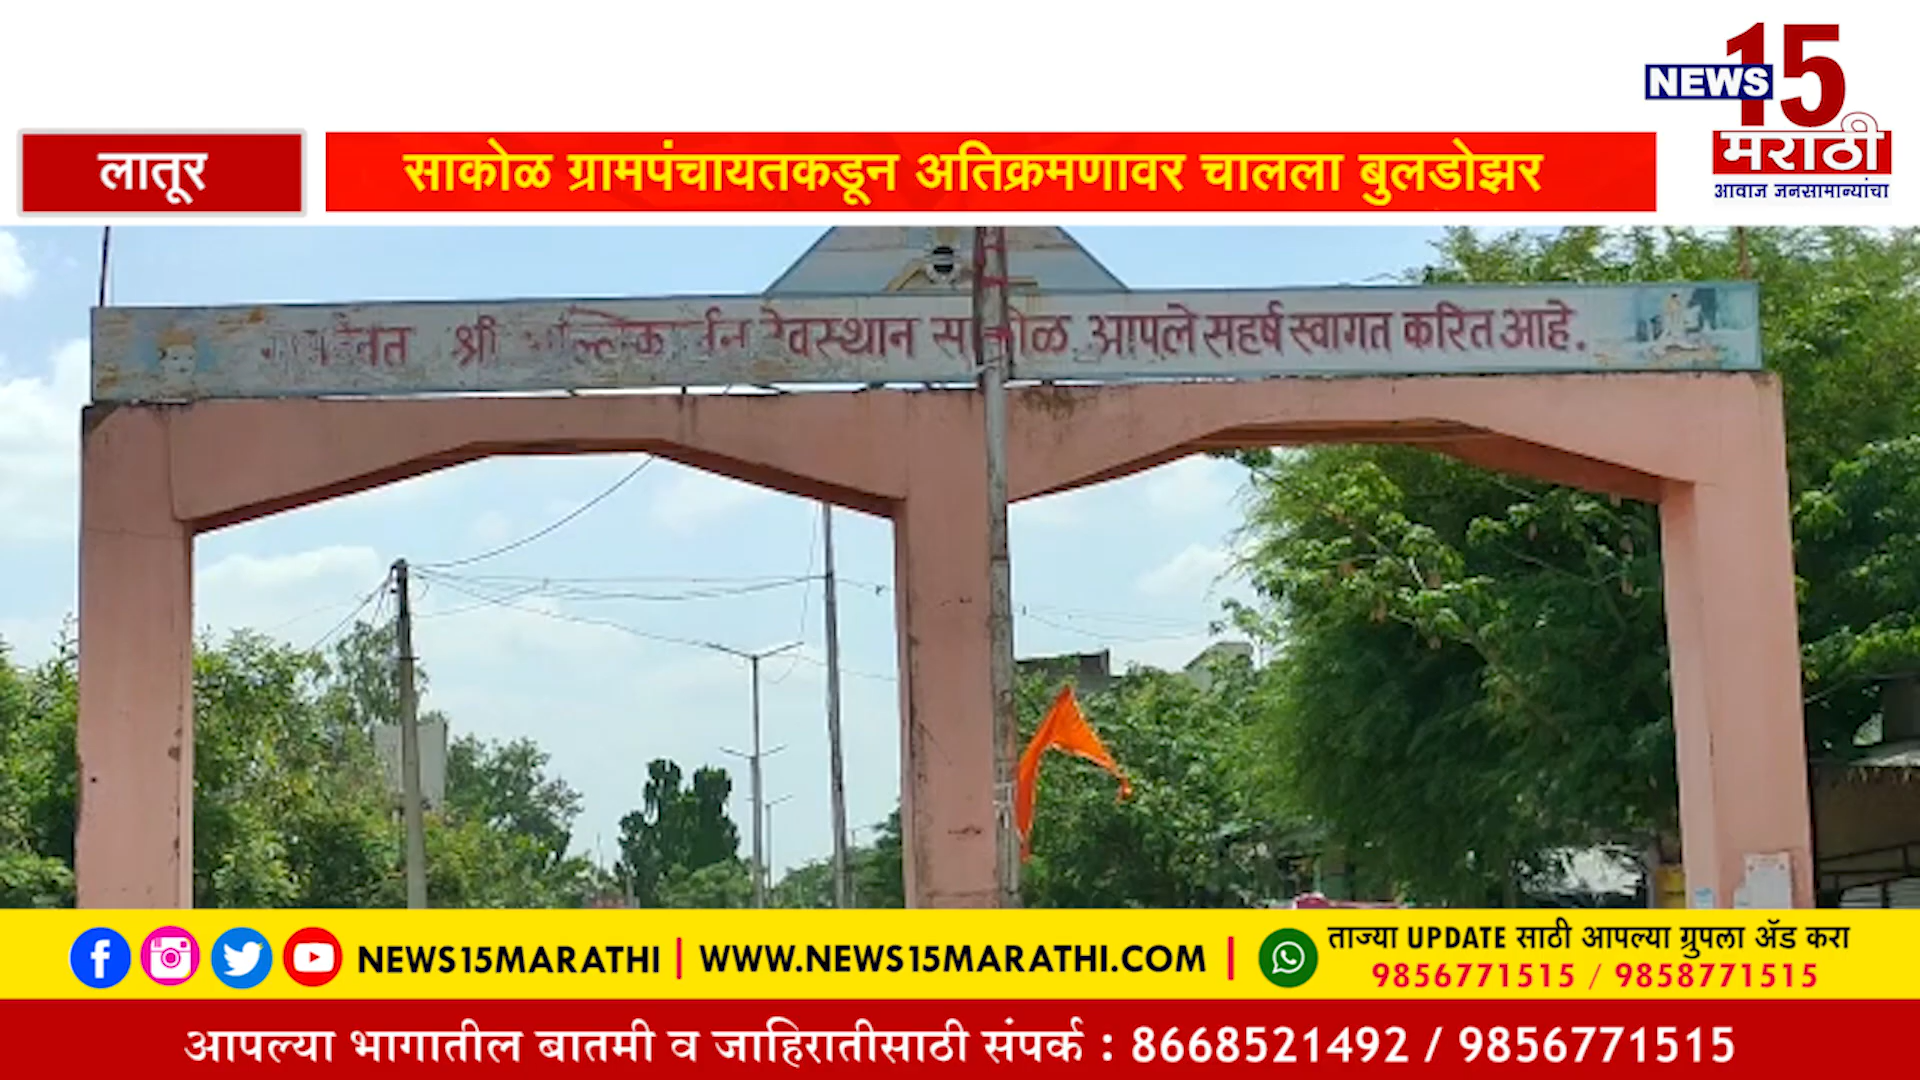 NEWS 15
मराठी
आवाज जनसामान्यांचा
लातूर
साकोळ ग्रामपंचायतकडून अतिक्रमणावर चालला बुलडोझर
श्री देवस्थान साकोळ आपले सहर्ष स्वागत करित आहे.
NEWS15MARATHI | WWW.NEWS15MARATHI.COM |
ताज्या UPDATE साठी आपल्या ग्रुपला ॲड करा
9856771515 / 9858771515
आपल्या भागातील बातमी व जाहिरातीसाठी संपर्क : 8668521492 / 9856771515